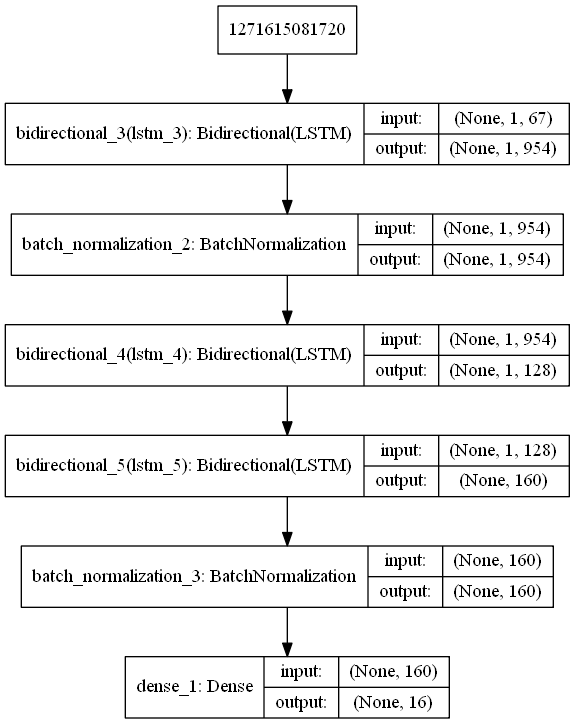 1271615081720
bidirectional_3(lstm_3): Bidirectional(LSTM)
input: (None, 1, 67)
output: (None, 1, 954)
batch_normalization_2: BatchNormalization
input: (None, 1, 954)
output: (None, 1, 954)
bidirectional_4(lstm_4): Bidirectional(LSTM)
input: (None, 1, 954)
output: (None, 1, 128)
bidirectional_5(lstm_5): Bidirectional(LSTM)
input: (None, 1, 128)
output: (None, 160)
batch_normalization_3: BatchNormalization
input: (None, 160)
output: (None, 160)
dense_1: Dense
input: (None, 160)
output: (None, 16)